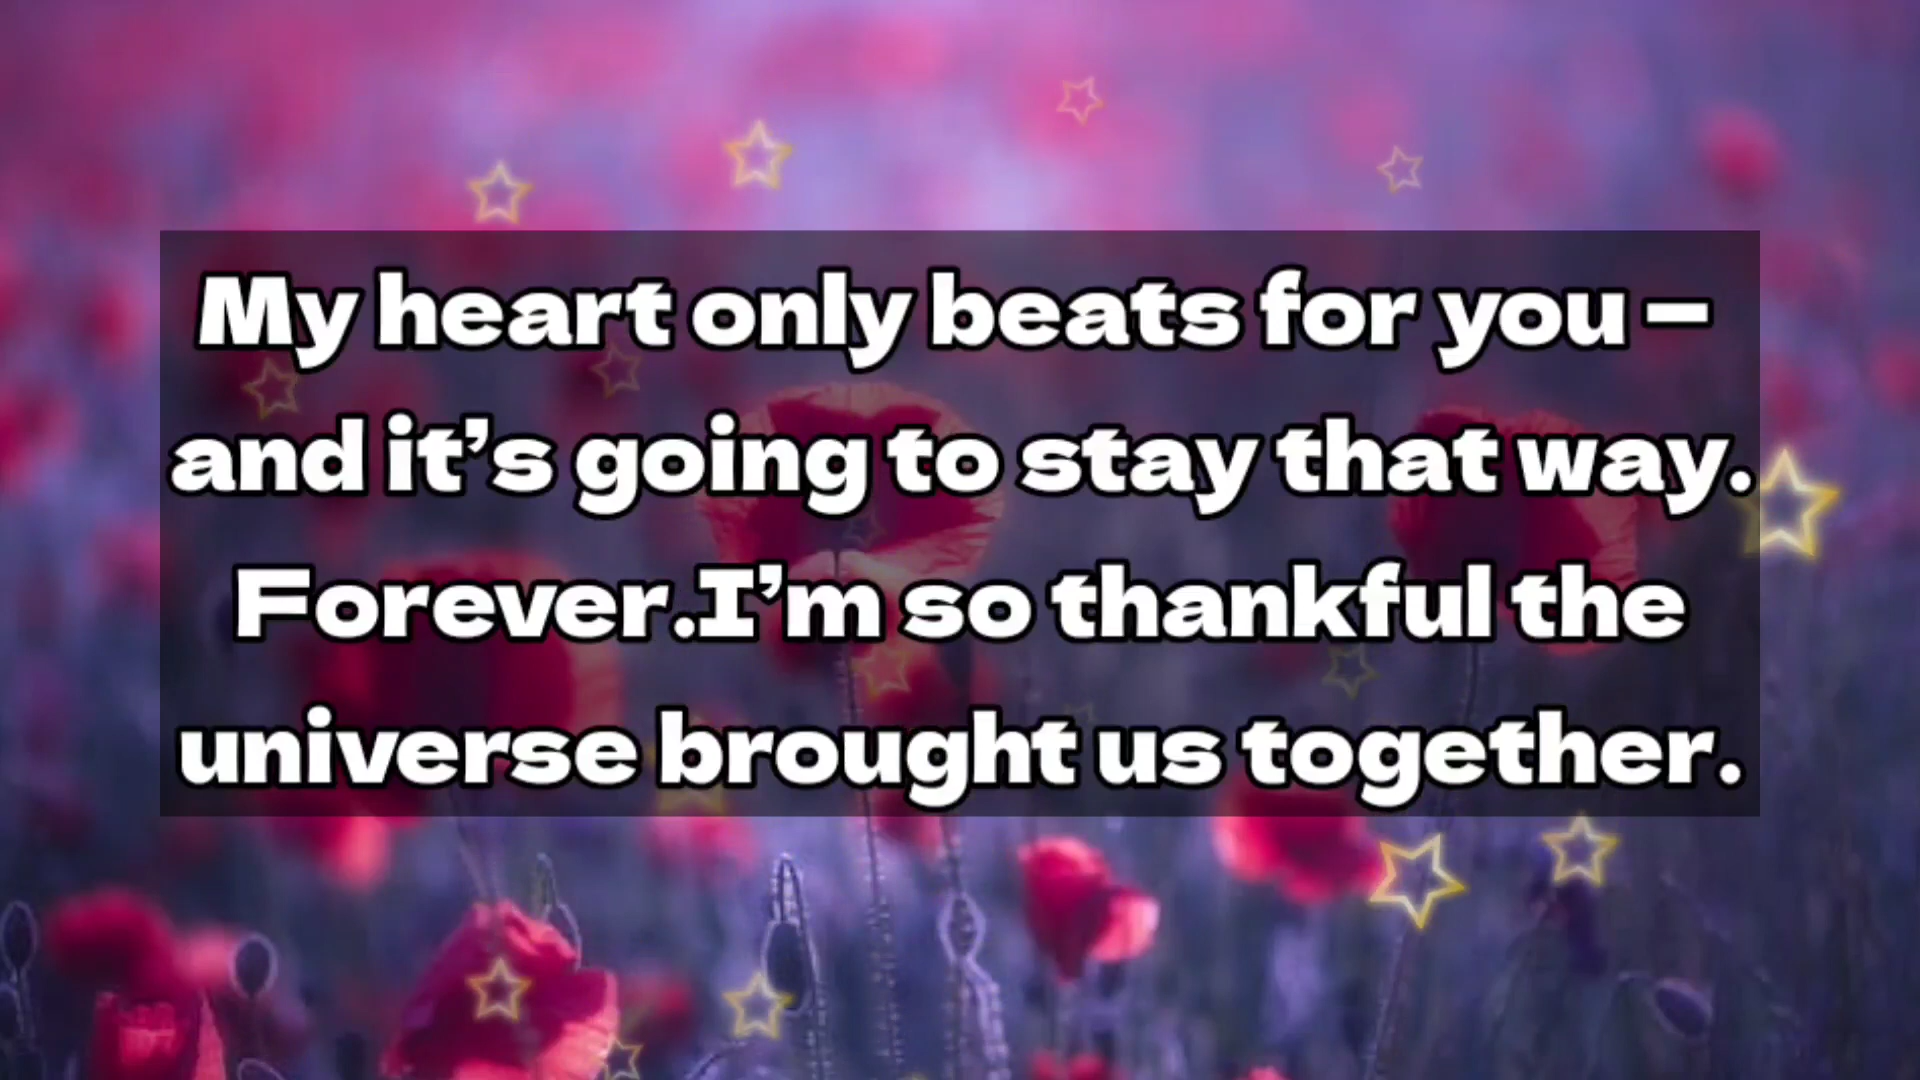 My heart only beats for you –
and it’s going to stay that way.
Forever.I’m so thankful the
universe brought us together.